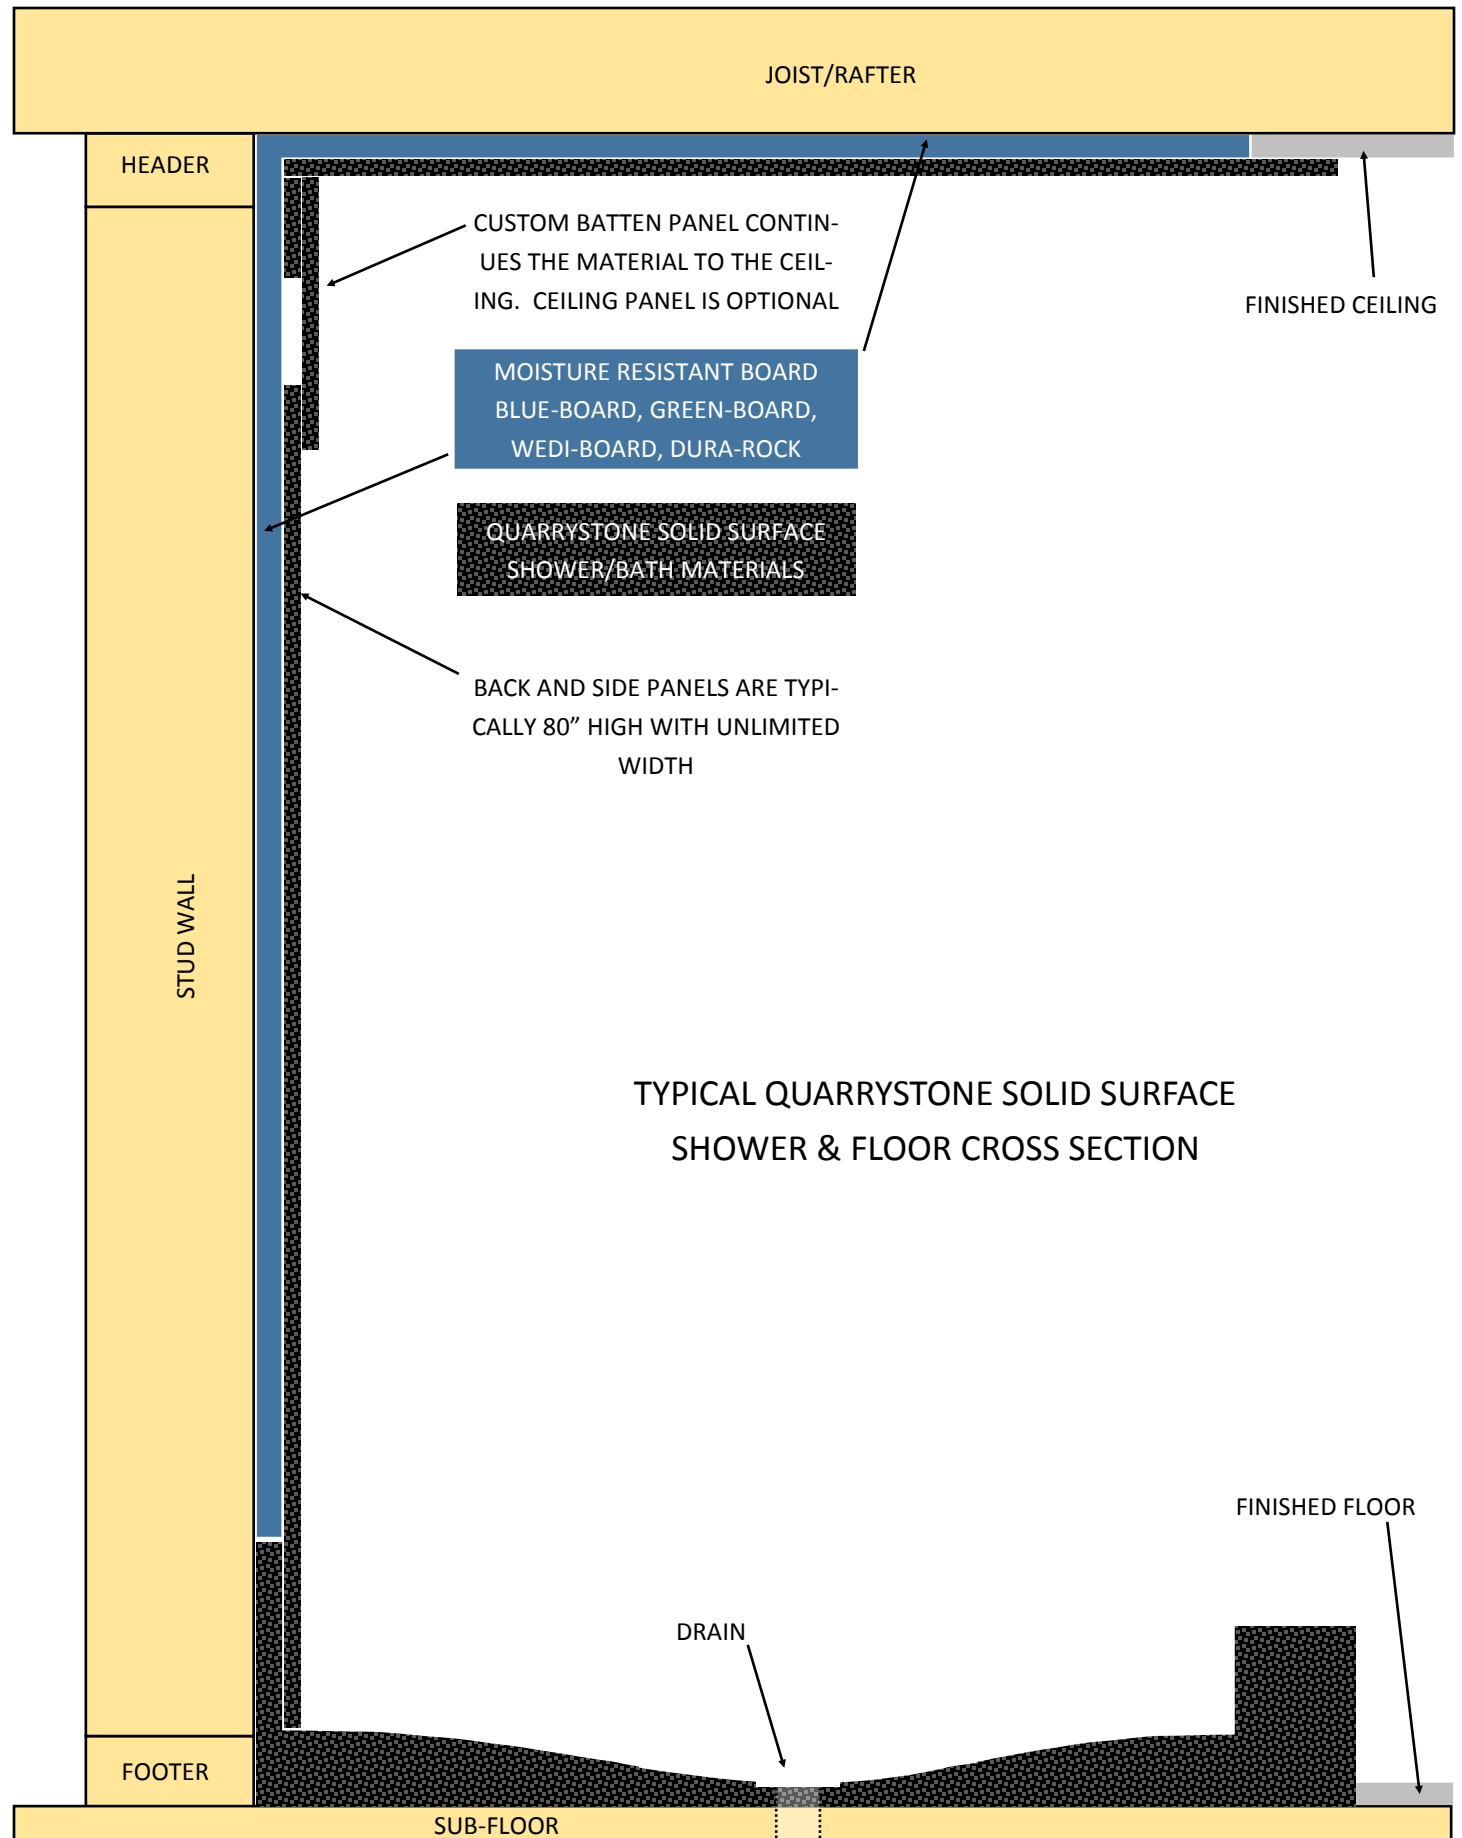 JOIST/RAFTER
HEADER
CUSTOM BATTEN PANEL CONTIN-
UES THE MATERIAL TO THE CEIL-
ING.  CEILING PANEL IS OPTIONAL
FINISHED CEILING
MOISTURE RESISTANT BOARD
BLUE-BOARD, GREEN-BOARD,
WEDI-BOARD, DURA-ROCK
QUARRYSTONE SOLID SURFACE
SHOWER/BATH MATERIALS
BACK AND SIDE PANELS ARE TYPI-
CALLY 80” HIGH WITH UNLIMITED
WIDTH
STUD WALL
TYPICAL QUARRYSTONE SOLID SURFACE
SHOWER & FLOOR CROSS SECTION
FINISHED FLOOR
DRAIN
FOOTER
SUB-FLOOR